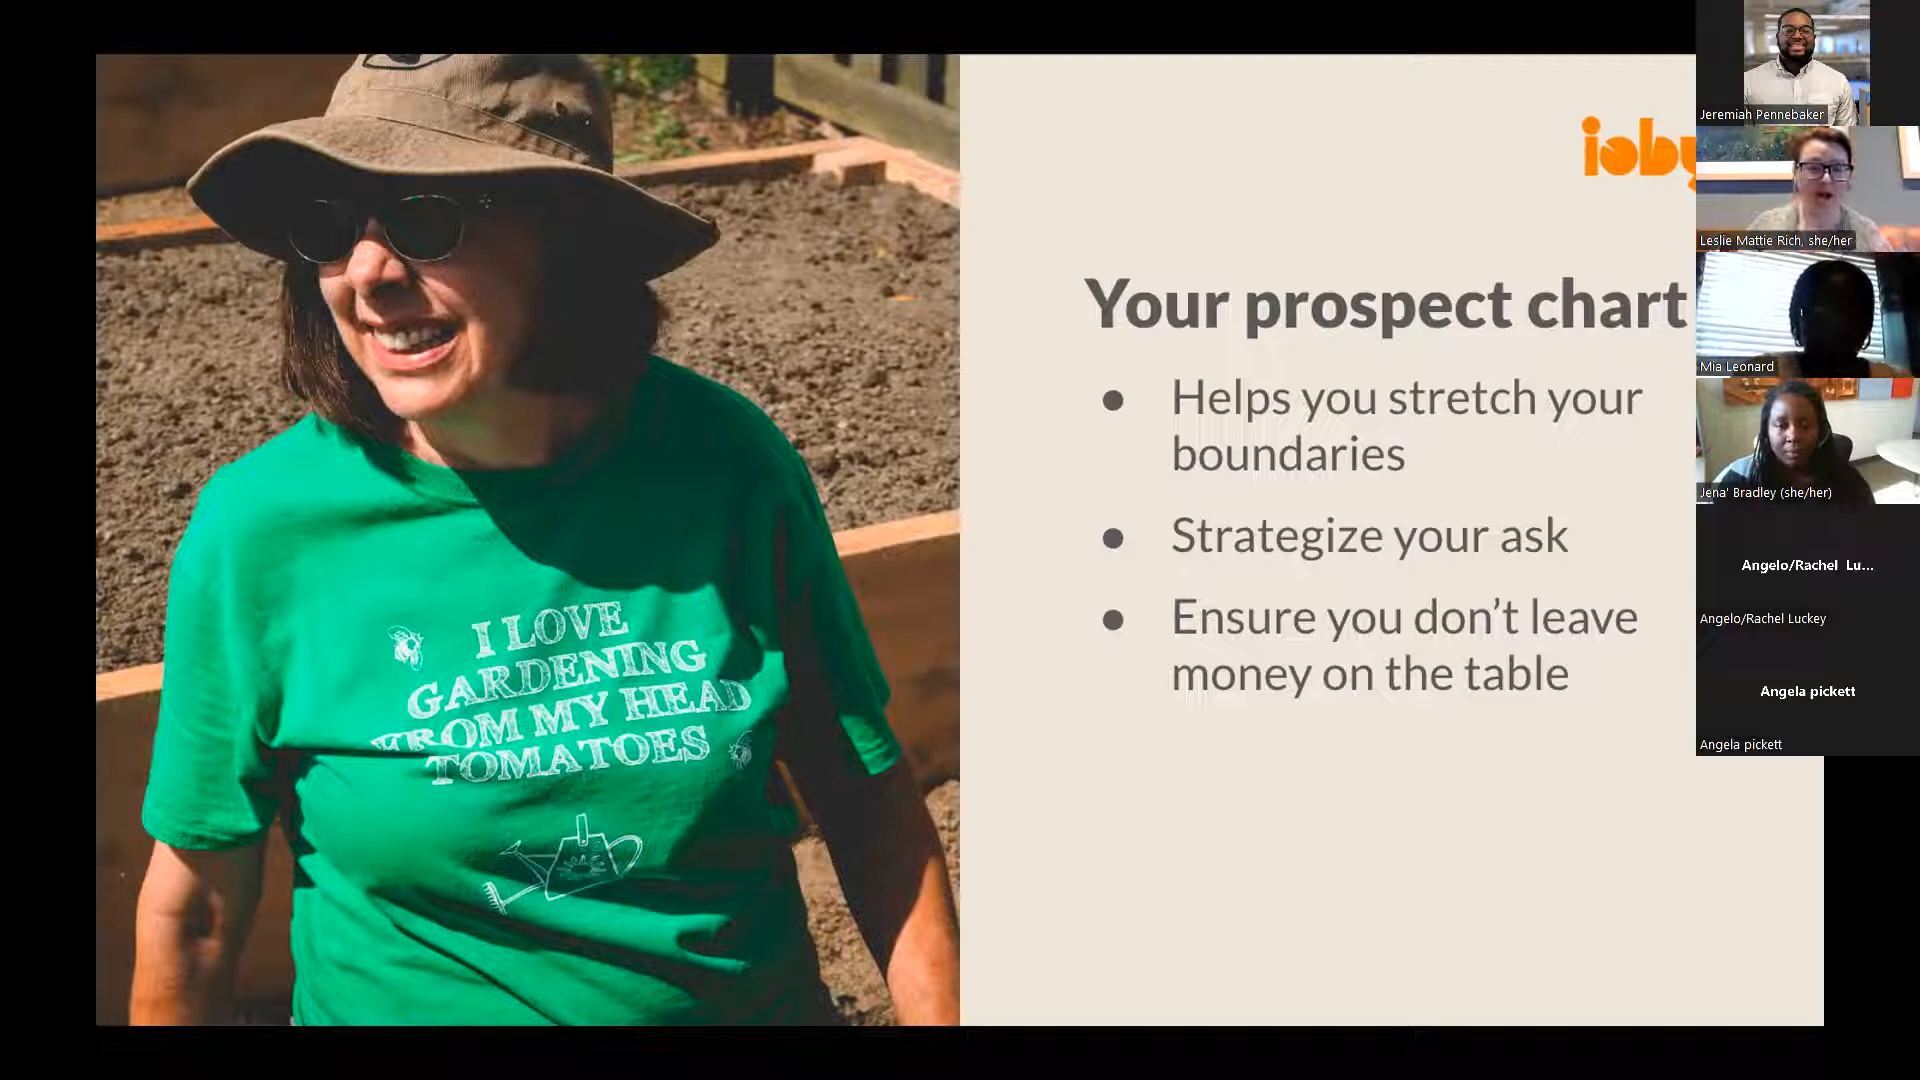 I LOVE
GARDENING
FROM MY HEAD
TOMATOES
ioby
Your prospect chart
Helps you stretch your
boundaries
Strategize your ask
Ensure you don't leave
money on the table
Jeremiah Pennebaker
Leslie Mattie Rich, she/her
Mia Leonard
Jena' Bradley (she/her)
Angelo/Rachel Lu...
Angelo/Rachel Luckey
Angela pickett
Angela pickett